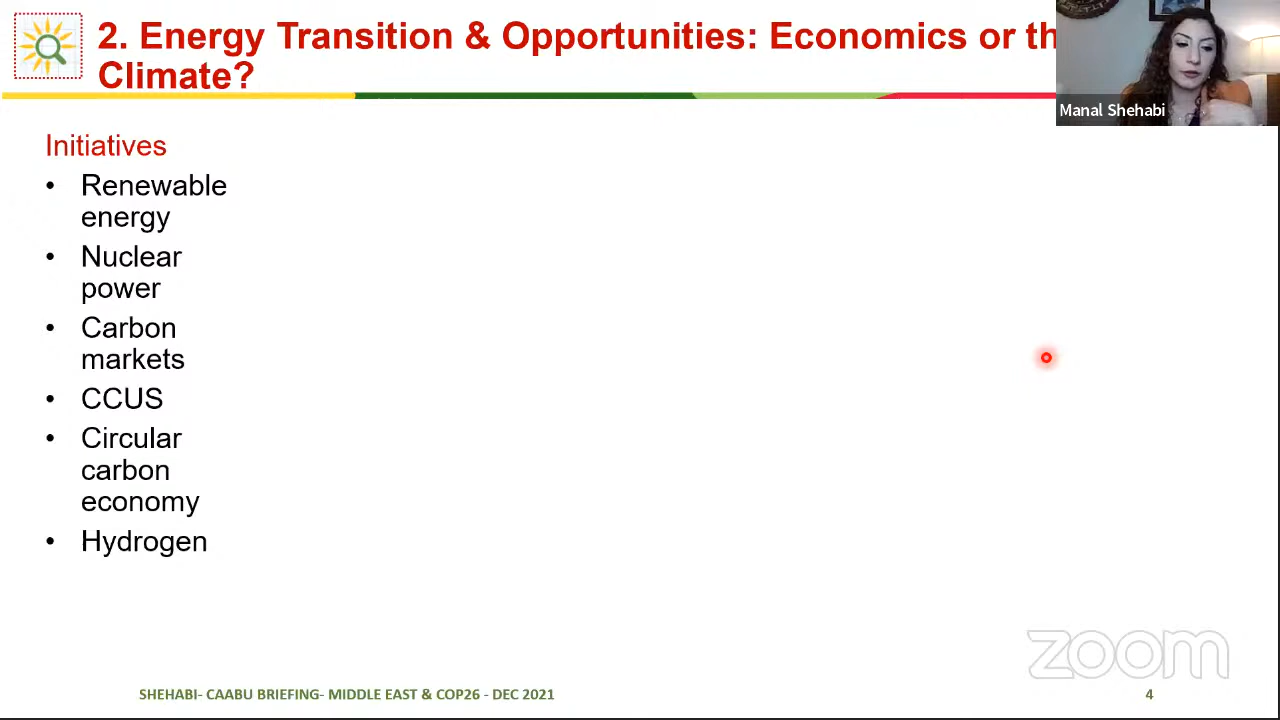 2. Energy Transition & Opportunities: Economics or th
Climate?
Manal Shehabi
Initiatives
• Renewable
energy
• Nuclear
power
• Carbon
markets
• CCUS
• Circular
carbon
economy
• Hydrogen
zoom
SHEHABI- CAABU BRIEFING- MIDDLE EAST & COP26 - DEC 2021
4